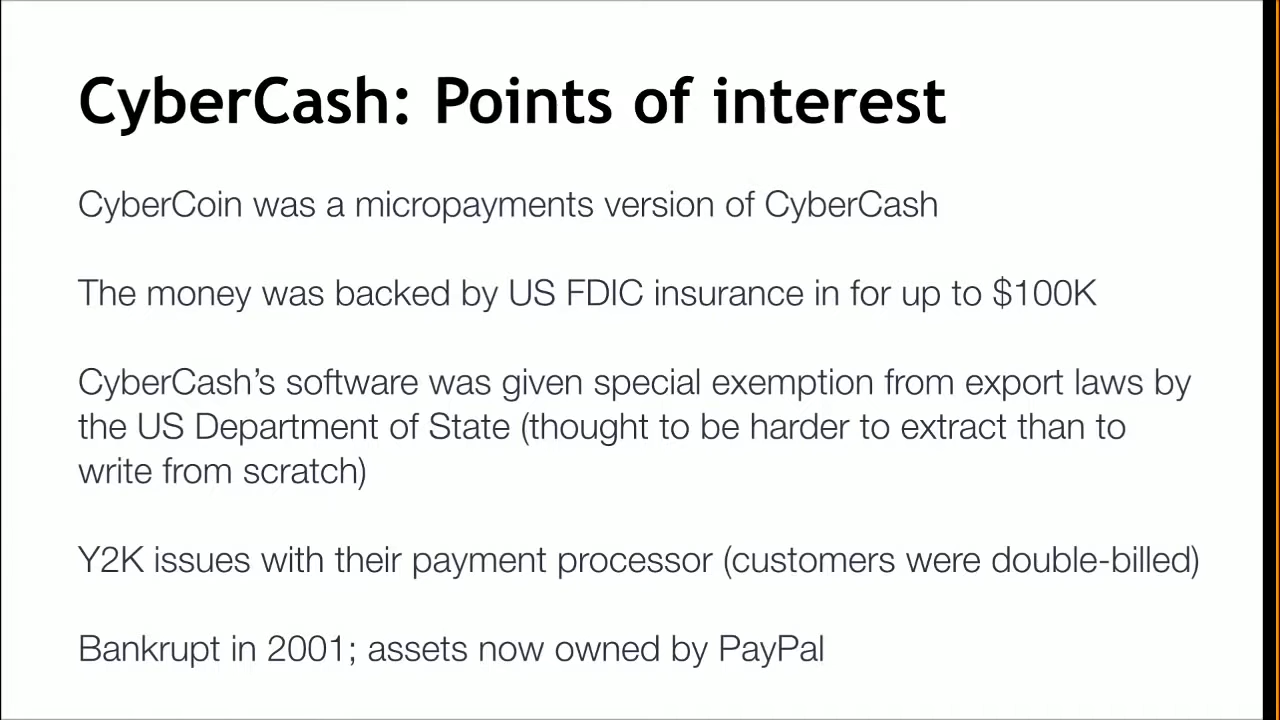 CyberCash: Points of interest
CyberCoin was a micropayments version of CyberCash
The money was backed by US FDIC insurance in for up to $100K
CyberCash’s software was given special exemption from export laws by
the US Department of State (thought to be harder to extract than to
write from scratch)
Y2K issues with their payment processor (customers were double-billed)
Bankrupt in 2001; assets now owned by PayPal